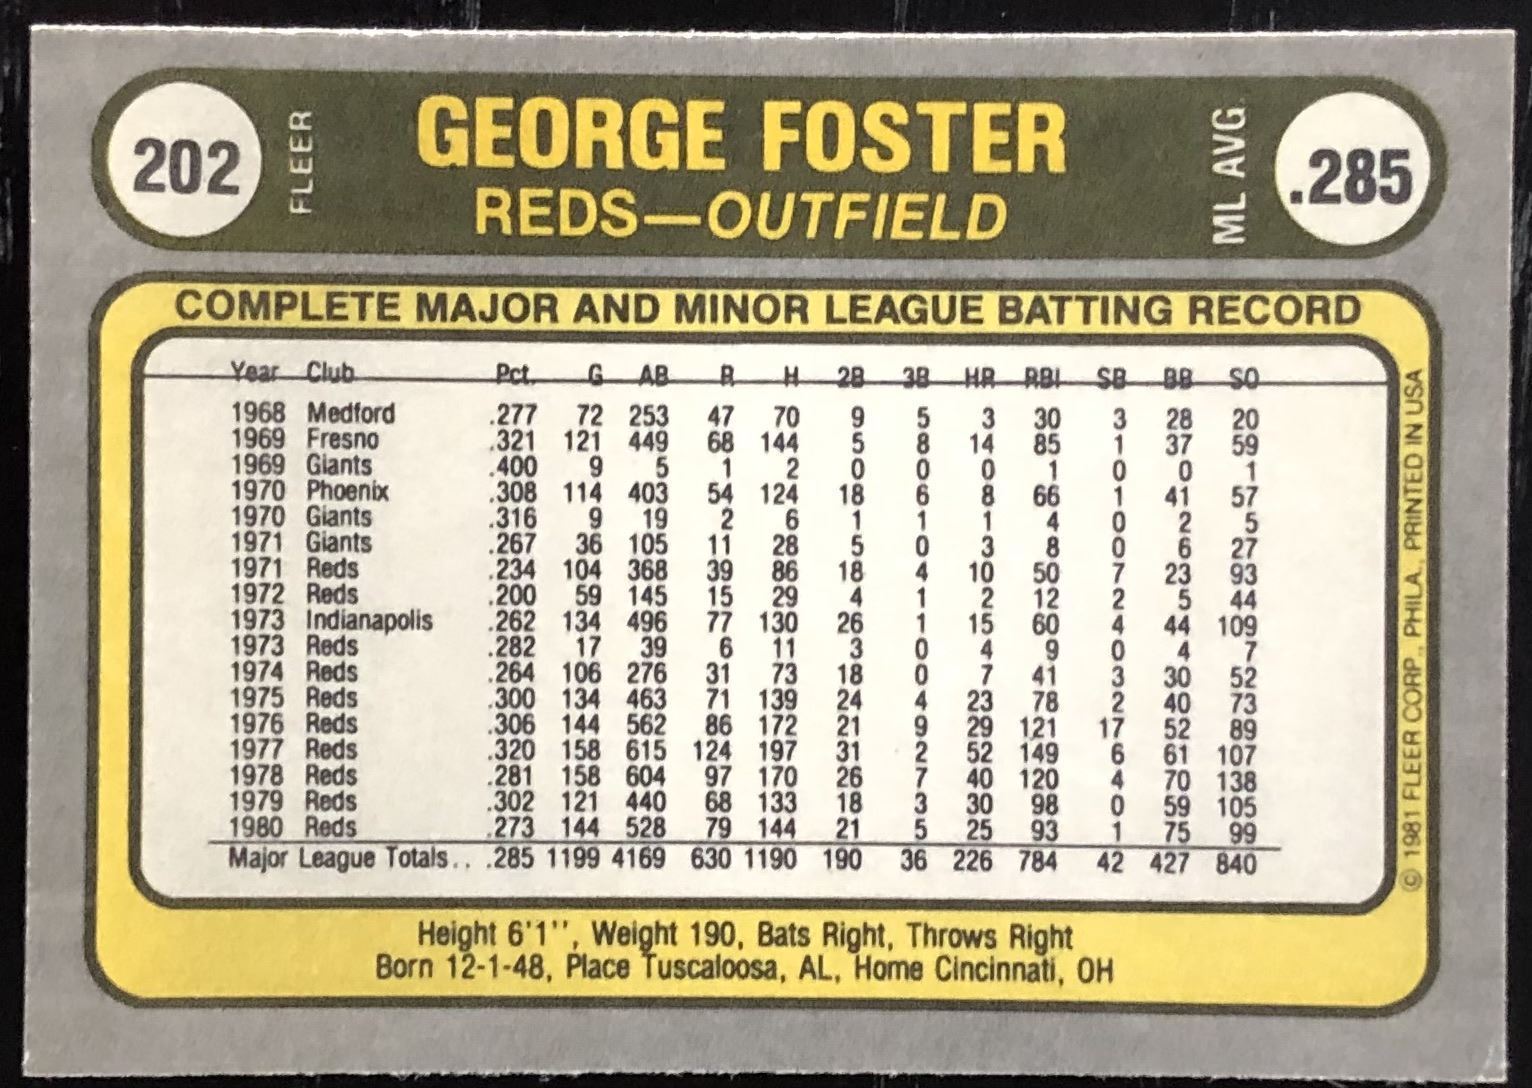 202 FLEER GEORGE FOSTER ML AVG. .285
REDS—OUTFIELD
COMPLETE MAJOR AND MINOR LEAGUE BATTING RECORD
Year Club Pct. G AB R H 2B 3B HR RBI SB BB SO
1968 Medford .277 72 253 47 70 9 5 3 30 3 28 20
1969 Fresno .321 121 449 68 144 5 8 14 85 1 37 59
1969 Giants .400 9 5 1 2 0 0 0 1 0 0 1
1970 Phoenix .308 114 403 54 124 18 6 8 66 1 41 57
1970 Giants .316 9 19 2 6 1 1 1 4 0 2 5
1971 Giants .267 36 105 11 28 5 0 3 8 0 6 27
1971 Reds .234 104 368 39 86 18 4 10 50 7 23 93
1972 Reds .200 59 145 15 29 4 1 2 12 2 5 44
1973 Indianapolis .262 134 496 77 130 26 1 15 60 4 44 109
1973 Reds .282 17 39 6 11 3 0 4 9 0 4 7
1974 Reds .264 106 276 31 73 18 0 7 41 3 30 52
1975 Reds .300 134 463 71 139 24 4 23 78 2 40 73
1976 Reds .306 144 562 86 172 21 9 29 121 17 52 89
1977 Reds .320 158 615 124 197 31 2 52 149 6 61 107
1978 Reds .281 158 604 97 170 26 7 40 120 4 70 138
1979 Reds .302 121 440 68 133 18 3 30 98 0 59 105
1980 Reds .273 144 528 79 144 21 5 25 93 1 75 99
Major League Totals.. .285 1199 4169 630 1190 190 36 226 784 42 427 840
Height 6'1'', Weight 190, Bats Right, Throws Right
Born 12-1-48, Place Tuscaloosa, AL, Home Cincinnati, OH
© 1981 FLEER CORP., PHILA., PRINTED IN USA